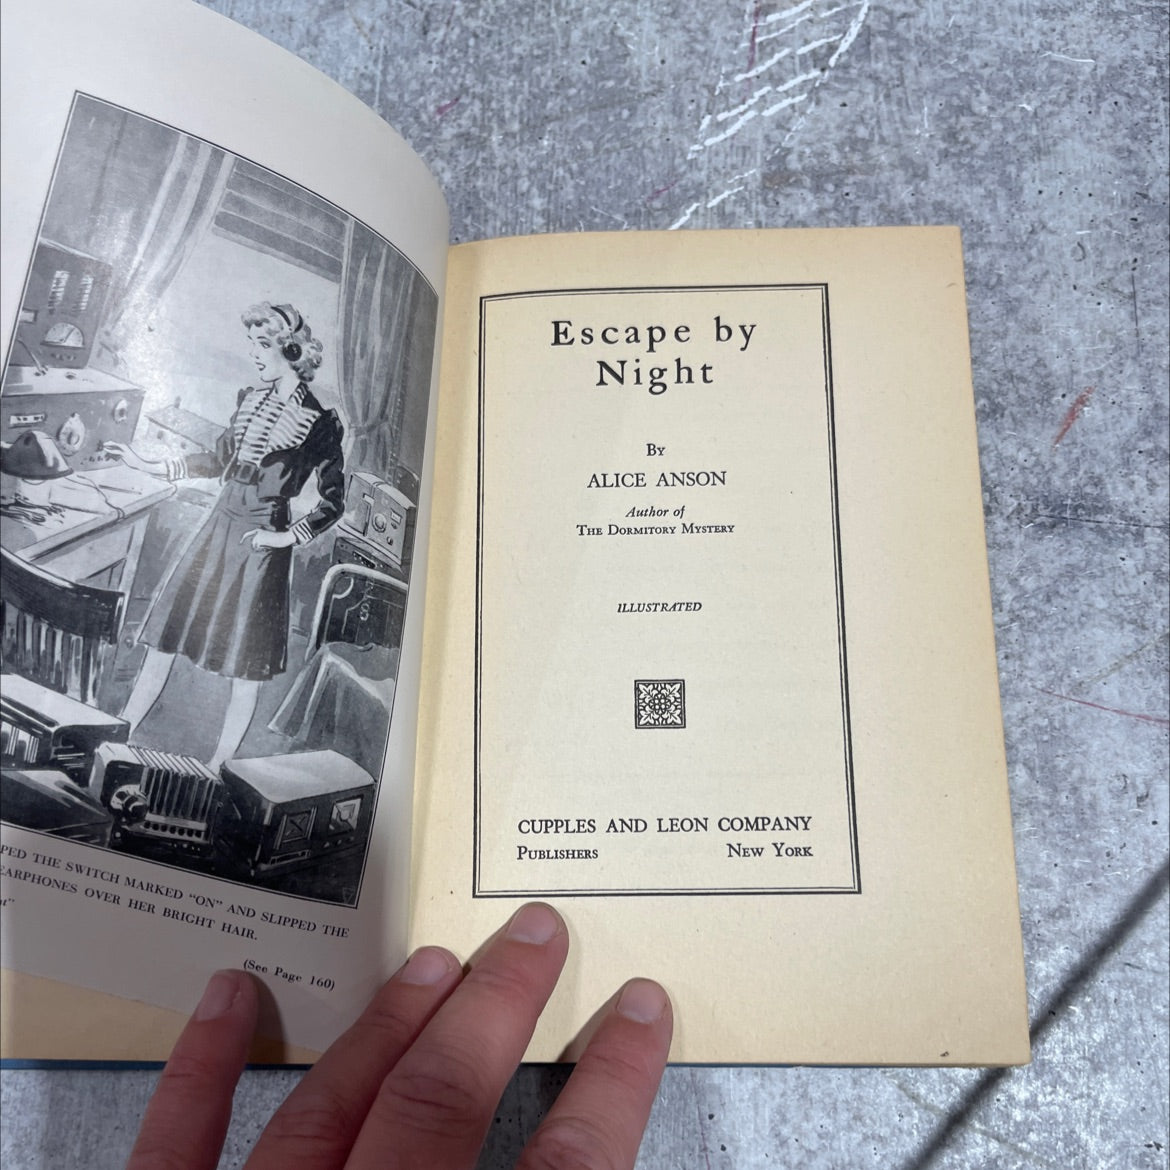 PED THE SWITCH MARKED "ON" AND SLIPPED THE
EARPHONES OVER HER BRIGHT HAIR.
(See Page 160)
Escape by
Night
By
ALICE ANSON
Author of
THE DORMITORY MYSTERY
ILLUSTRATED
CUPPLES AND LEON COMPANY
PUBLISHERS NEW YORK